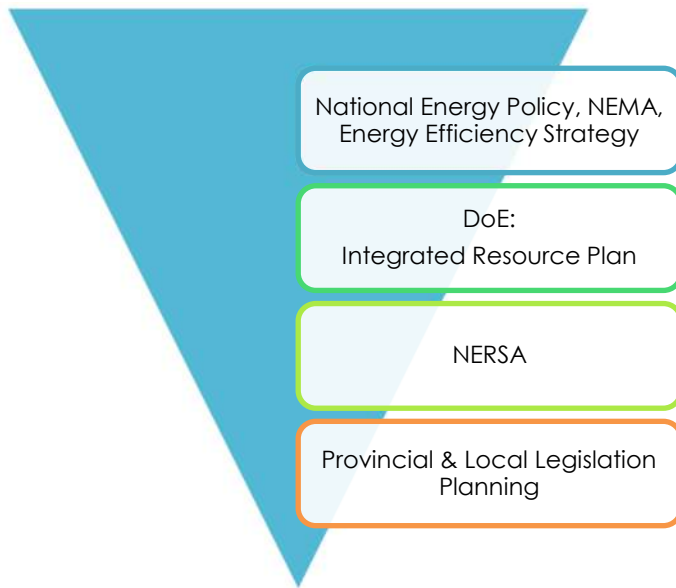 National Energy Policy, NEMA,
Energy Efficiency Strategy
DoE:
Integrated Resource Plan
NERSA
Provincial & Local Legislation
Planning